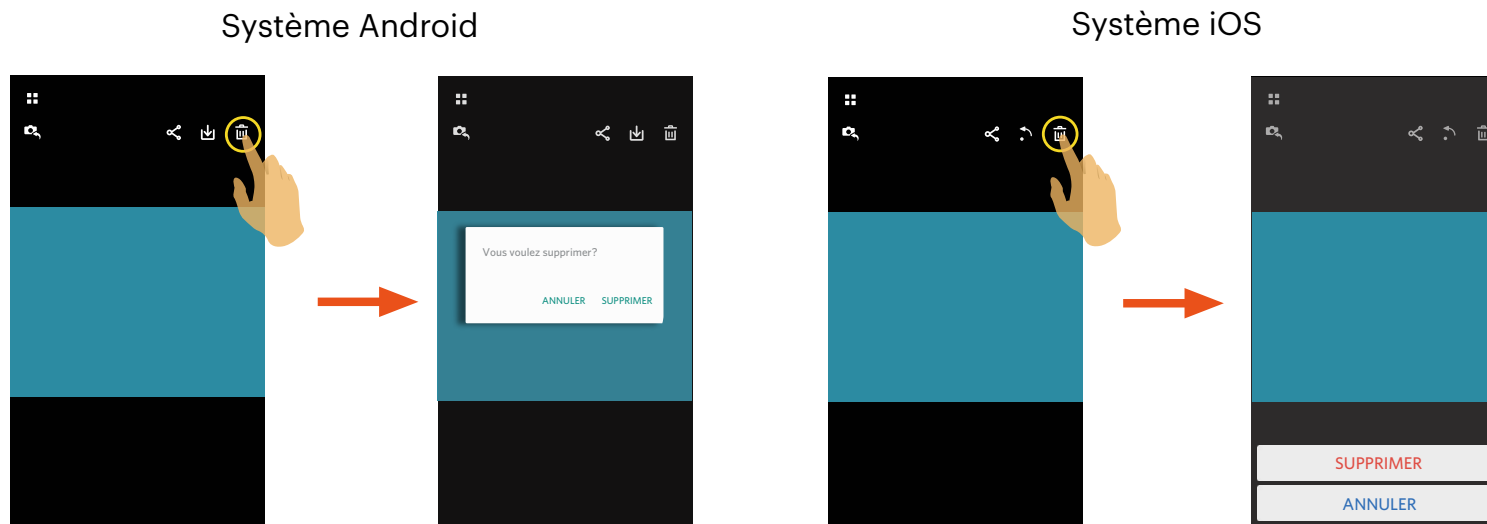 Système Android
Système iOS
Vous voulez supprimer?
ANNULER SUPPRIMER
SUPPRIMER
ANNULER